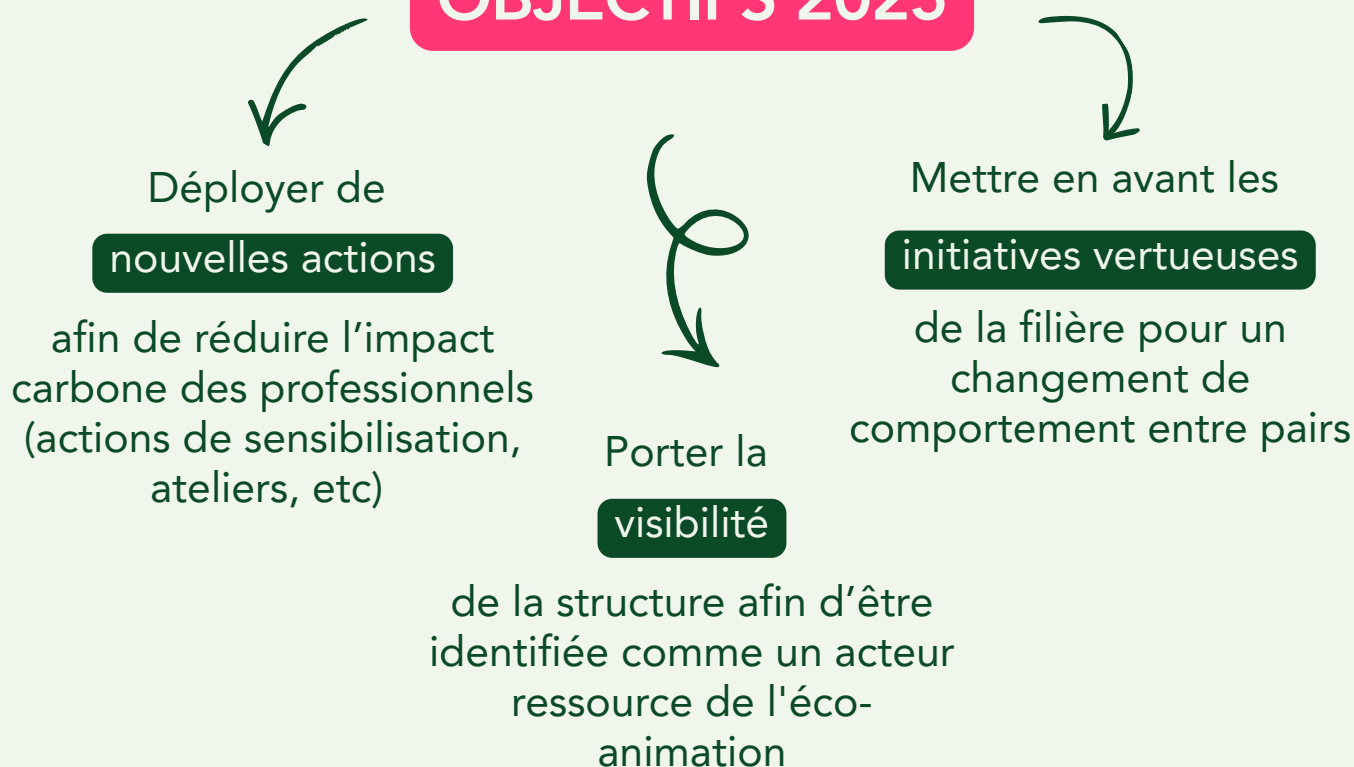 OBJECTIFS 2025
Déployer de
nouvelles actions
afin de réduire l’impact
carbone des professionnels
(actions de sensibilisation,
ateliers, etc)
Porter la
visibilité
de la structure afin d’être
identifiée comme un acteur
ressource de l'éco-
animation
Mettre en avant les
initiatives vertueuses
de la filière pour un
changement de
comportement entre pairs